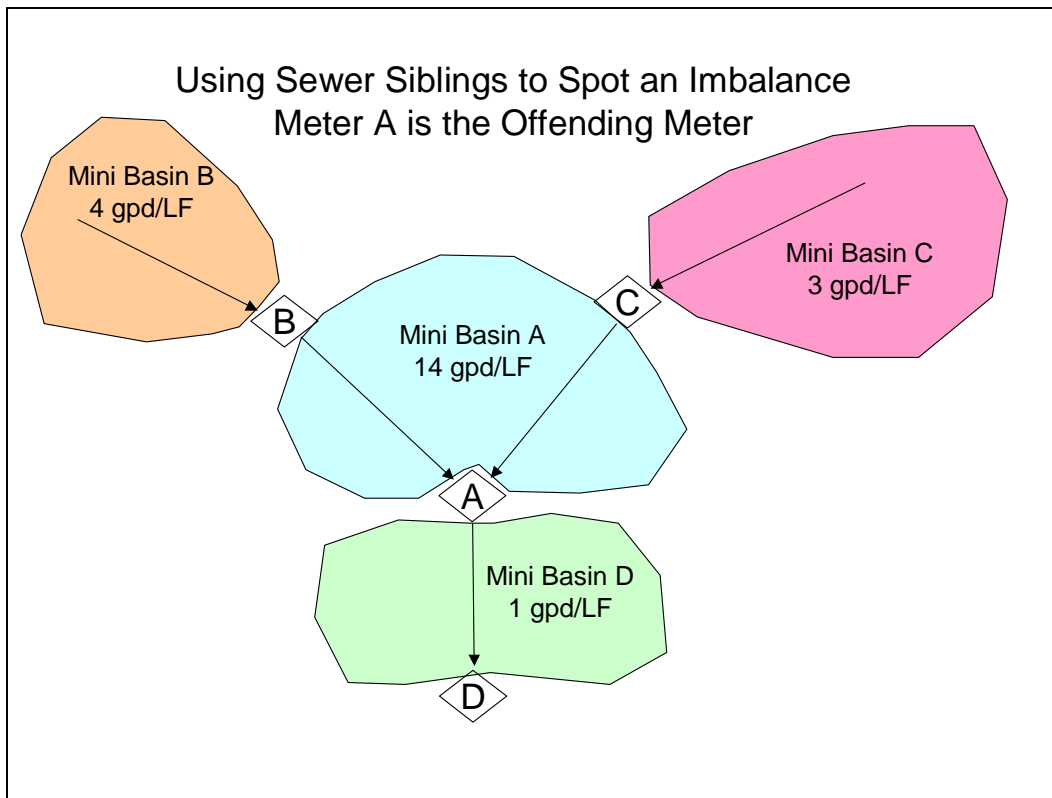 Using Sewer Siblings to Spot an Imbalance
Meter A is the Offending Meter
Mini Basin B
4 gpd/LF
Mini Basin C
3 gpd/LF
B
C
Mini Basin A
14 gpd/LF
A
Mini Basin D
1 gpd/LF
D